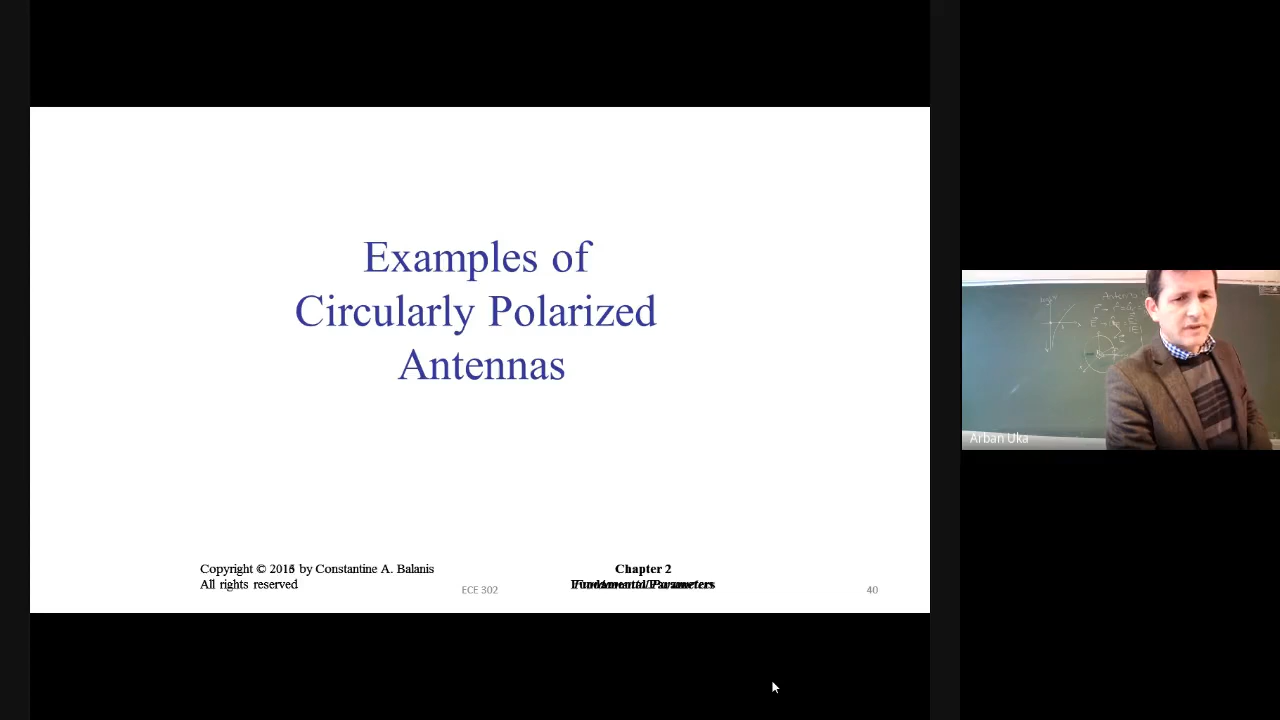 Examples of
Circularly Polarized
Antennas
Copyright © 2016 by Constantine A. Balanis
All rights reserved
ECE 302
Chapter 2
Fundamental Parameters
40
Arban Uka